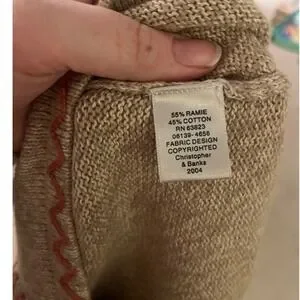 55% RAMIE
45% COTTON
RN 63623
06139-4658
FABRIC DESIGN
COPYRIGHTED
Christopher
& Banks
2004